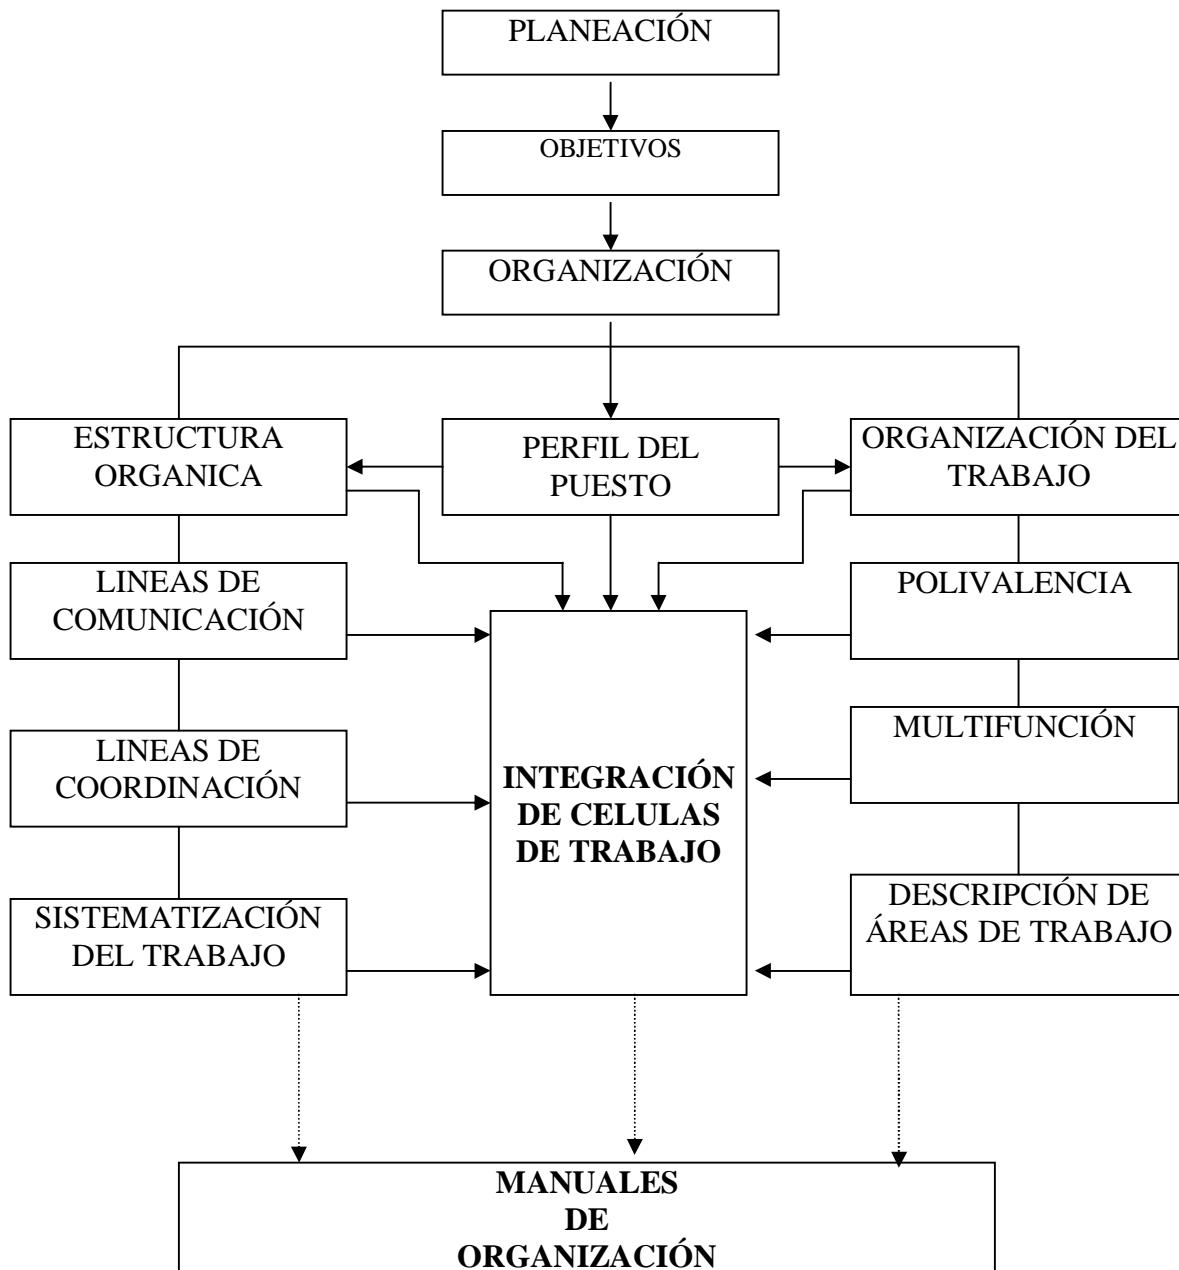 PLANEACIÓN
OBJETIVOS
ORGANIZACIÓN
ESTRUCTURA
ORGANICA
PERFIL DEL
PUESTO
ORGANIZACIÓN DEL
TRABAJO
LINEAS DE
COMUNICACIÓN
POLIVALENCIA
LINEAS DE
COORDINACIÓN
MULTIFUNCIÓN
INTEGRACIÓN
DE CELULAS
DE TRABAJO
SISTEMATIZACIÓN
DEL TRABAJO
DESCRIPCIÓN DE
ÁREAS DE TRABAJO
MANUALES
DE
ORGANIZACIÓN